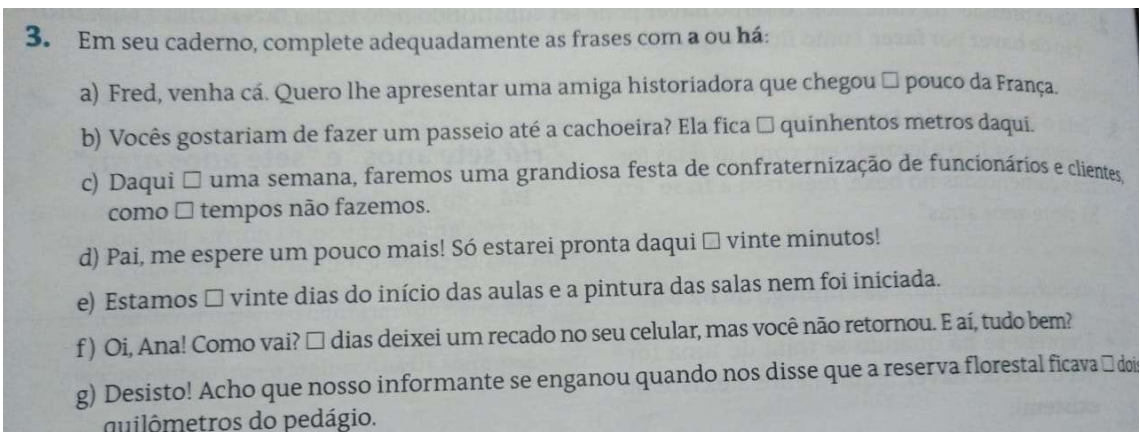 3. Em seu caderno, complete adequadamente as frases com a ou há:
a) Fred, venha cá. Quero lhe apresentar uma amiga historiadora que chegou □ pouco da França.
b) Vocês gostariam de fazer um passeio até a cachoeira? Ela fica □ quinhentos metros daqui.
c) Daqui □ uma semana, faremos uma grandiosa festa de confraternização de funcionários e clientes,
como □ tempos não fazemos.
d) Pai, me espere um pouco mais! Só estarei pronta daqui □ vinte minutos!
e) Estamos □ vinte dias do início das aulas e a pintura das salas nem foi iniciada.
f) Oi, Ana! Como vai? □ dias deixei um recado no seu celular, mas você não retornou. E aí, tudo bem?
g) Desisto! Acho que nosso informante se enganou quando nos disse que a reserva florestal ficava □ dois
quilômetros do pedágio.